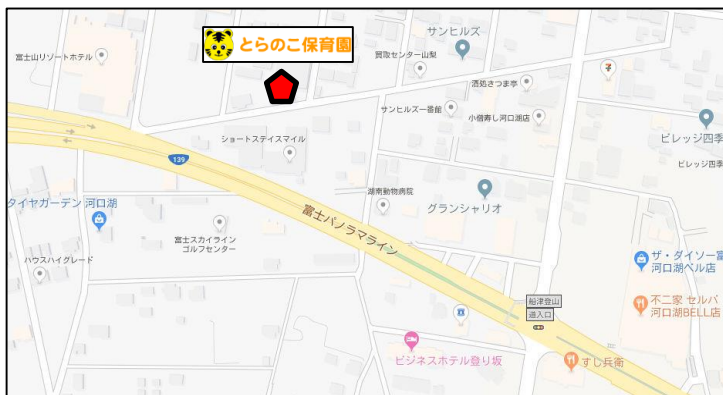 とらのこ保育園
サンヒルズ
富士山リゾートホテル
買取センター山梨
酒処さつま亭
サンヒルズ一番館
小僧寿し河口湖店
ショートステイスマイル
ビレッジ四季
ビレッジ四季
139
湖南動物病院
グランシャリオ
タイヤガーデン 河口湖
富士パノラマライン
富士スカイライン
ゴルフセンター
ハウスハイグレード
ザ・ダイソー富
河口湖ベル店
船津登山
道入口
不二家 セルバ
河口湖BELL店
ビジネスホテル登り坂
すし兵衛